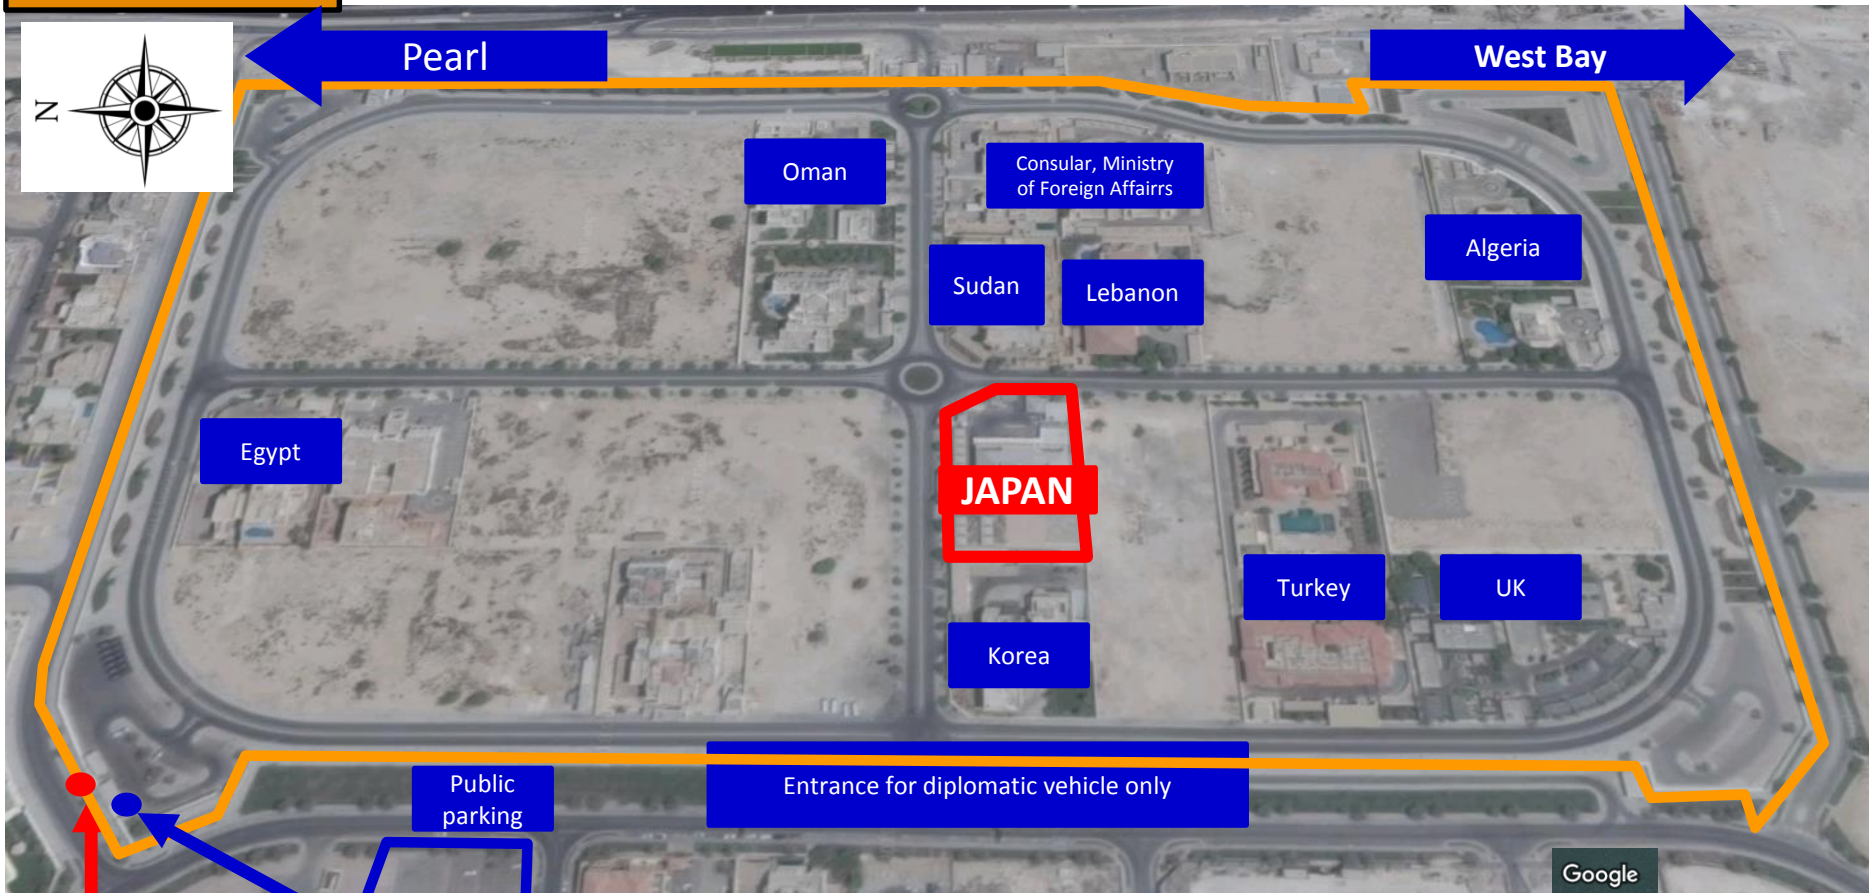 Pearl
West Bay
N
Oman
Consular, Ministry
of Foreign Affairrs
Algeria
Sudan
Lebanon
Egypt
JAPAN
Turkey
UK
Korea
Public
parking
Entrance for diplomatic vehicle only
Google